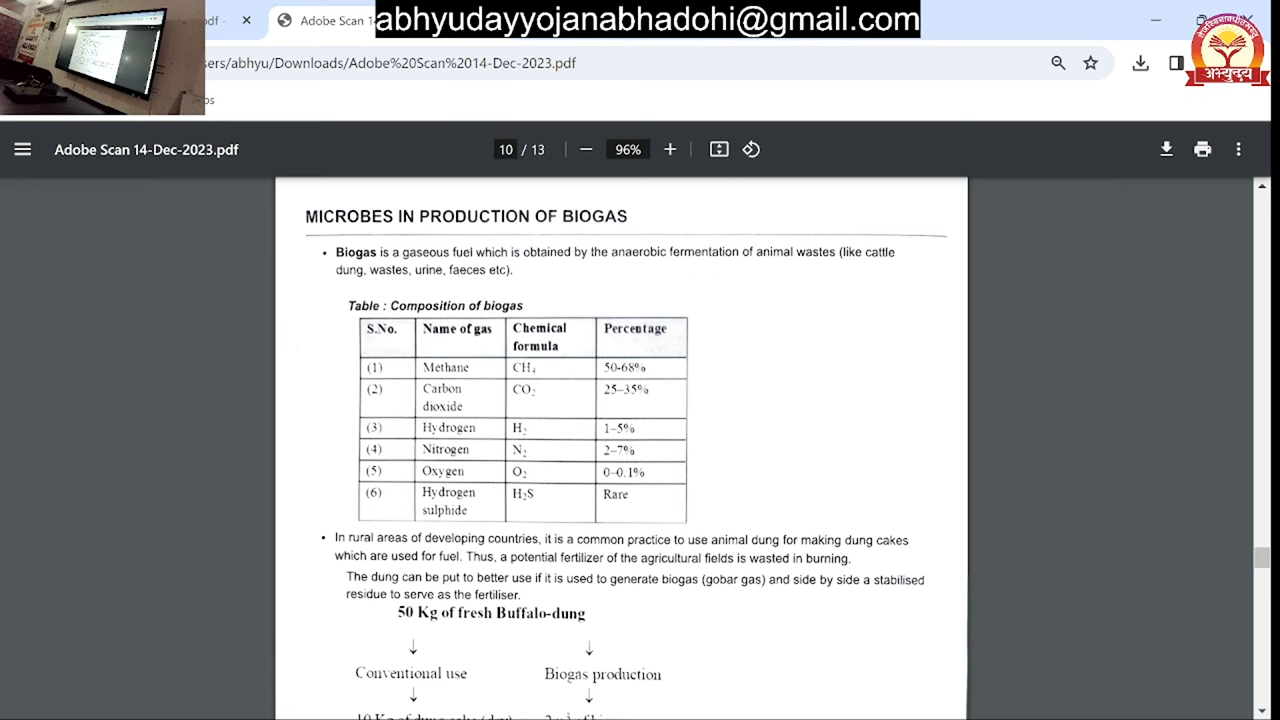 abhyudayyojanabhadohi@gmail.com
pdf -
Adobe Scan 14-
sers/abhyu/Downloads/Adobe%20Scan%2014-Dec-2023.pdf
अभ्युदय
Adobe Scan 14-Dec-2023.pdf
10 / 13
96%
MICROBES IN PRODUCTION OF BIOGAS
• Biogas is a gaseous fuel which is obtained by the anaerobic fermentation of animal wastes (like cattle
dung, wastes, urine, faeces etc).
Table : Composition of biogas
S.No. Name of gas Chemical formula Percentage
(1) Methane CH₄ 50-68%
(2) Carbon dioxide CO₂ 25–35%
(3) Hydrogen H₂ 1–5%
(4) Nitrogen N₂ 2–7%
(5) Oxygen O₂ 0–0.1%
(6) Hydrogen sulphide H₂S Rare
• In rural areas of developing countries, it is a common practice to use animal dung for making dung cakes
which are used for fuel. Thus, a potential fertilizer of the agricultural fields is wasted in burning.
The dung can be put to better use if it is used to generate biogas (gobar gas) and side by side a stabilised
residue to serve as the fertiliser.
50 Kg of fresh Buffalo-dung
↓ ↓
Conventional use Biogas production
↓ ↓
10 Kg of dung cake (dry)